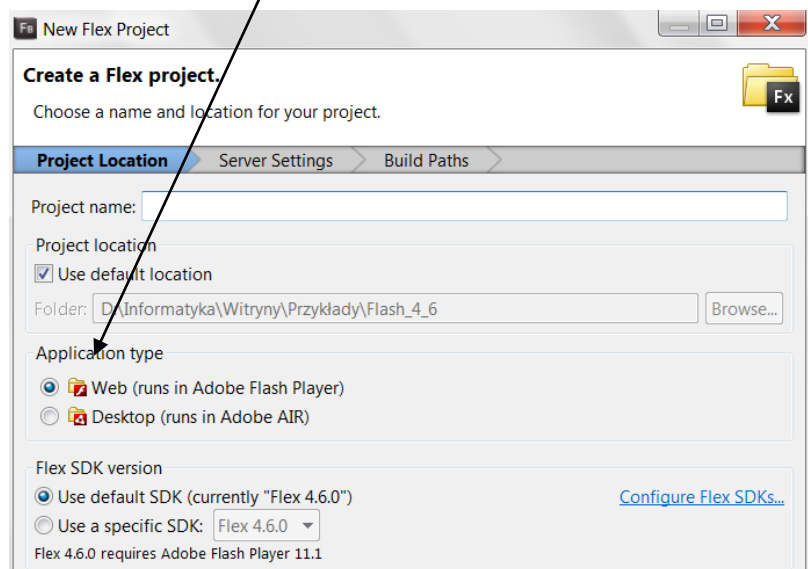 Fb New Flex Project
Create a Flex project.
Fx
Choose a name and location for your project.
Project Location Server Settings Build Paths
Project name:
Project location
Use default location
Folder: D:\Informatyka\Witryny\Przykłady\Flash_4_6 Browse...
Application type
Web (runs in Adobe Flash Player)
Desktop (runs in Adobe AIR)
Flex SDK version
Use default SDK (currently "Flex 4.6.0") Configure Flex SDKs...
Use a specific SDK: Flex 4.6.0
Flex 4.6.0 requires Adobe Flash Player 11.1